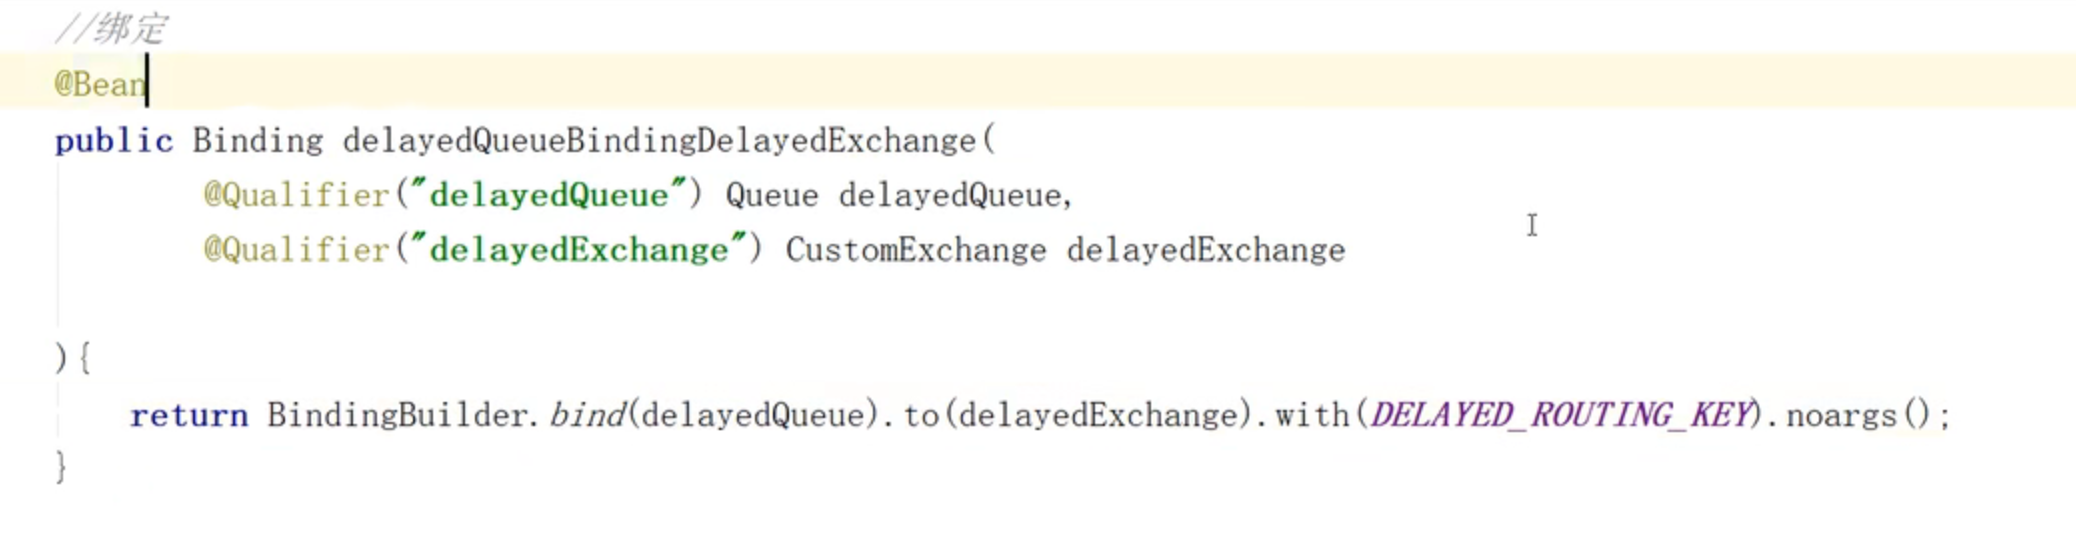 //绑定
@Bean
public Binding delayedQueueBindingDelayedExchange(
@Qualifier("delayedQueue") Queue delayedQueue,
@Qualifier("delayedExchange") CustomExchange delayedExchange
){
return BindingBuilder.bind(delayedQueue).to(delayedExchange).with(DELAYED_ROUTING_KEY).noargs();
}